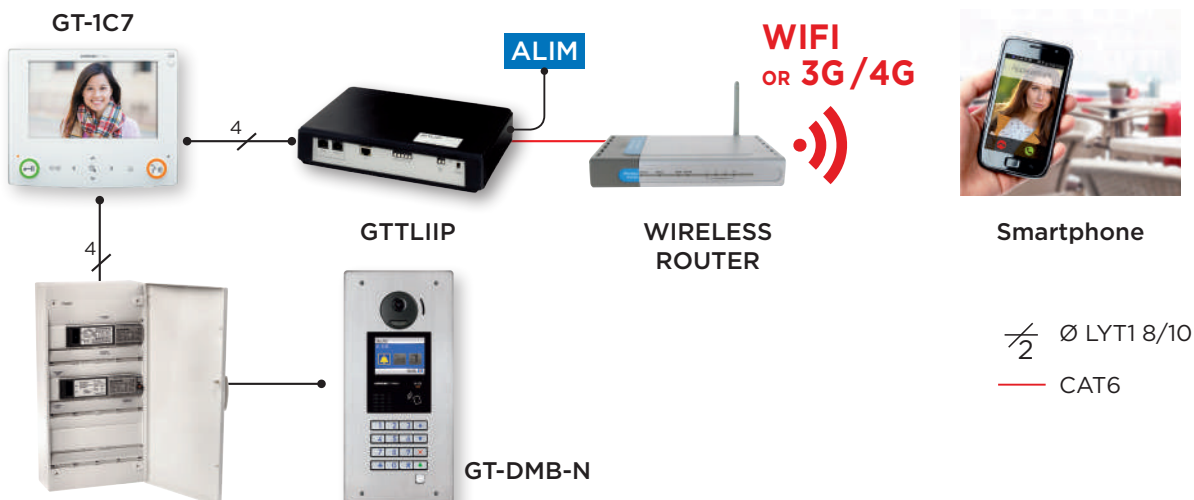 GT-1C7
ALIM
WIFI
OR 3G/4G
4
GTTLIIP
WIRELESS
ROUTER
Smartphone
4
2 Ø LYT1 8/10
CAT6
GT-DMB-N